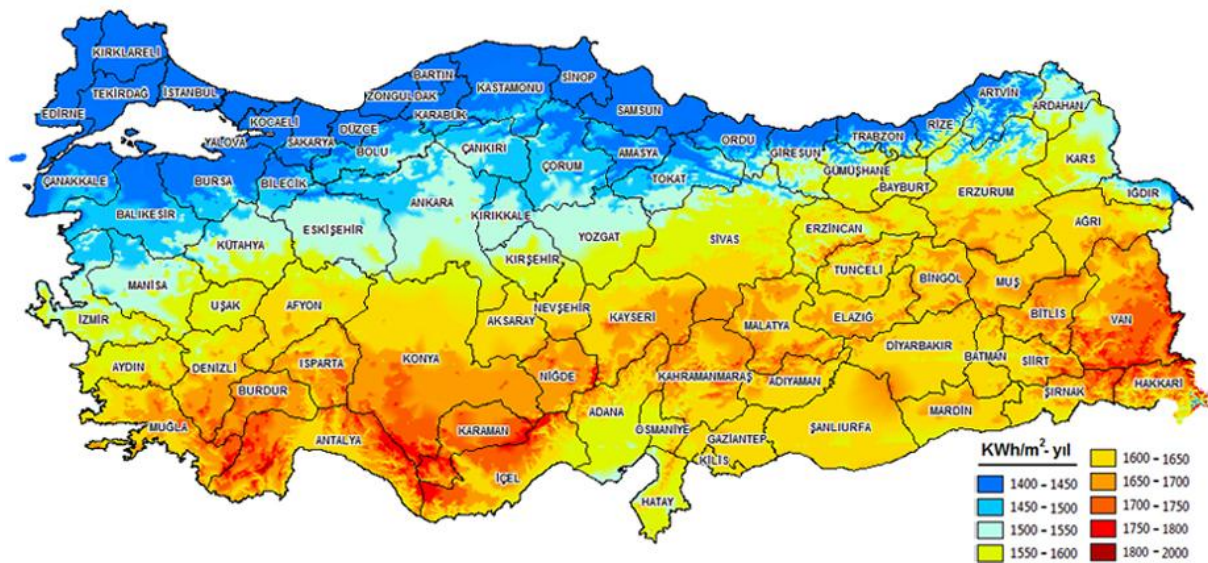 KIRKLARELİ
TEKİRDAĞ
İSTANBUL
EDİRNE
KOCAELİ
YALOVA
SAKARYA
DÜZCE
ZONGULDAK
BARTIN
KARABÜK
KASTAMONU
SİNOP
SAMSUN
BOLU
ÇANKIRI
ÇORUM
AMASYA
TOKAT
ORDU
GİRESUN
TRABZON
RİZE
ARTVİN
ARDAHAN
KARS
GÜMÜŞHANE
BAYBURT
ERZURUM
IĞDIR
AĞRI
ÇANAKKALE
BALIKEŞİR
BURSA
BİLECİK
KÜTAHYA
ESKİŞEHİR
ANKARA
KIRIKKALE
KIRŞEHİR
YOZGAT
SİVAS
ERZİNCAN
TUNCELİ
BİNGÖL
MUŞ
BİTLİS
VAN
MANİSA
İZMİR
UŞAK
AFYON
AKSARAY
NEVŞEHİR
KAYSERİ
MALATYA
ELAZIĞ
DİYARBAKIR
BATMAN
SİİRT
ŞIRNAK
HAKKARİ
AYDIN
DENİZLİ
ISPARTA
BURDUR
KONYA
NİĞDE
KAHRAMANMARAŞ
ADIYAMAN
MARDİN
MUĞLA
ANTALYA
KARAMAN
İÇEL
ADANA
OSMANİYE
GAZİANTEP
KİLİS
ŞANLIURFA
HATAY
KWh/m²- yıl
1400 – 1450
1450 – 1500
1500 – 1550
1550 – 1600
1600 – 1650
1650 – 1700
1700 – 1750
1750 – 1800
1800 – 2000